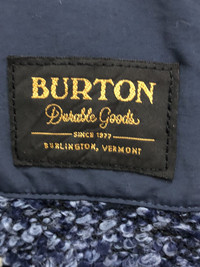 BURTON
Durable Goods
SINCE 1977
BURLINGTON, VERMONT